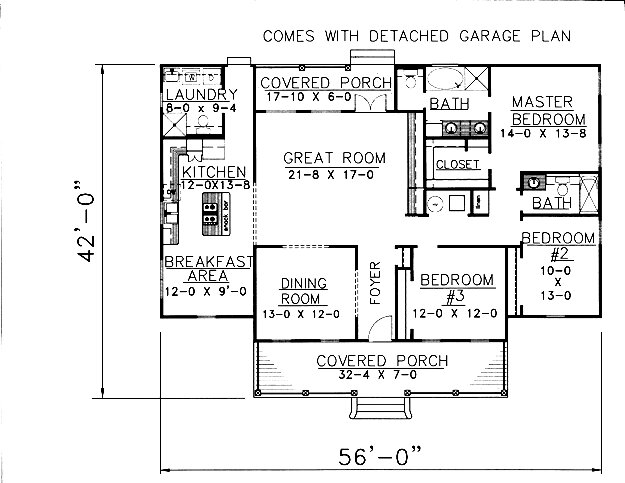 COMES WITH DETACHED GARAGE PLAN
LAUNDRY
8-0 X 9-4
COVERED PORCH
17-10 X 6-0
BATH
MASTER
BEDROOM
14-0 X 13-8
KITCHEN
12-0X13-8
GREAT ROOM
21-8 X 17-0
CLOSET
snack bar
BATH
42'-0"
BREAKFAST
AREA
12-0 X 9'-0
DINING
ROOM
13-0 X 12-0
FOYER
BEDROOM
#3
12-0 X 12-0
BEDROOM
#2
10-0
X
13-0
COVERED PORCH
32-4 X 7-0
56'-0"